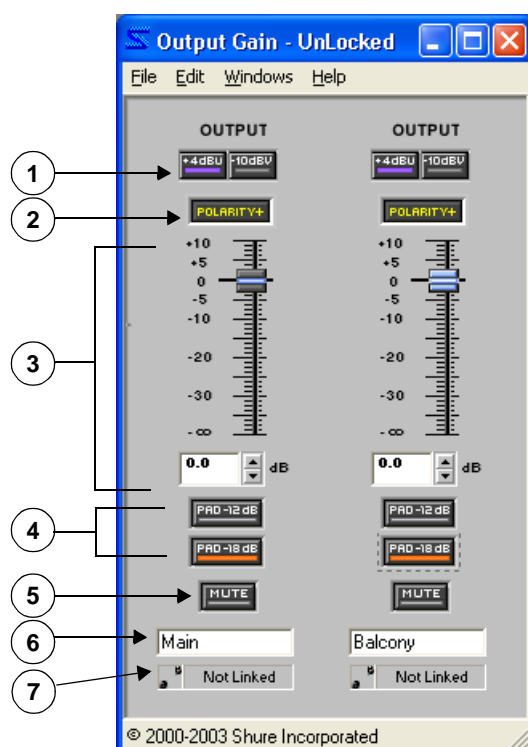 Output Gain - UnLocked
File Edit Windows Help
OUTPUT OUTPUT
1 +4dBU -10dBV +4dBU -10dBV
2 POLARITY+ POLARITY+
+10 +10
+5 +5
0 0
-5 -5
-10 -10
3
-20 -20
-30 -30
-∞ -∞
0.0 dB 0.0 dB
PAD-12dB PAD-12dB
4
PAD-18dB PAD-18dB
5 MUTE MUTE
6 Main Balcony
7 Not Linked Not Linked
© 2000-2003 Shure Incorporated